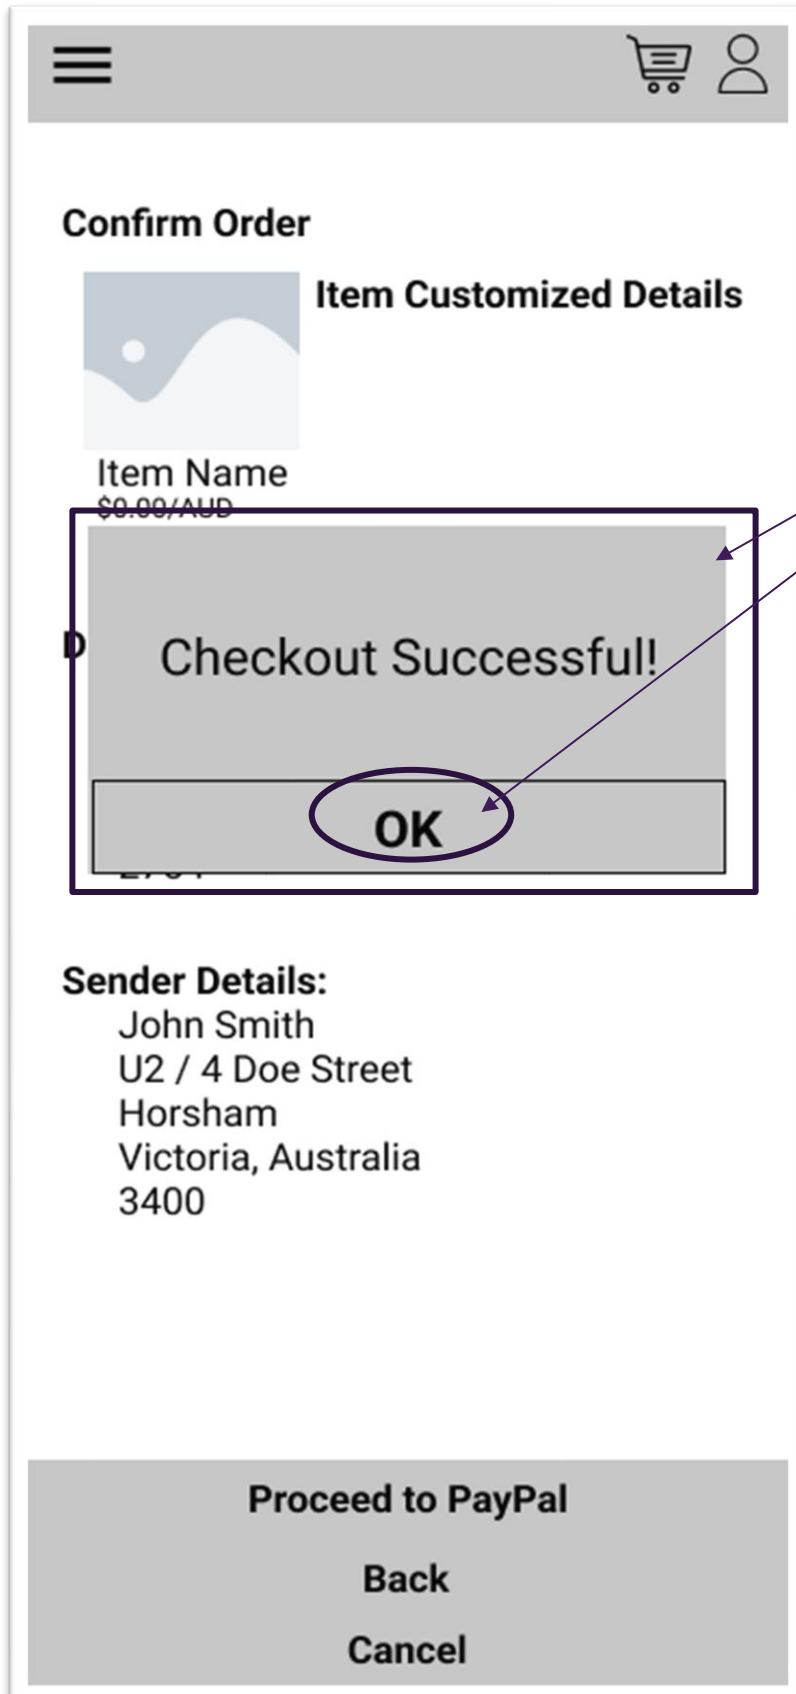 Confirm Order
Item Customized Details
Item Name
$0.00/AUD
D
Checkout Successful!
OK
Sender Details:
John Smith
U2 / 4 Doe Street
Horsham
Victoria, Australia
3400
Proceed to PayPal
Back
Cancel